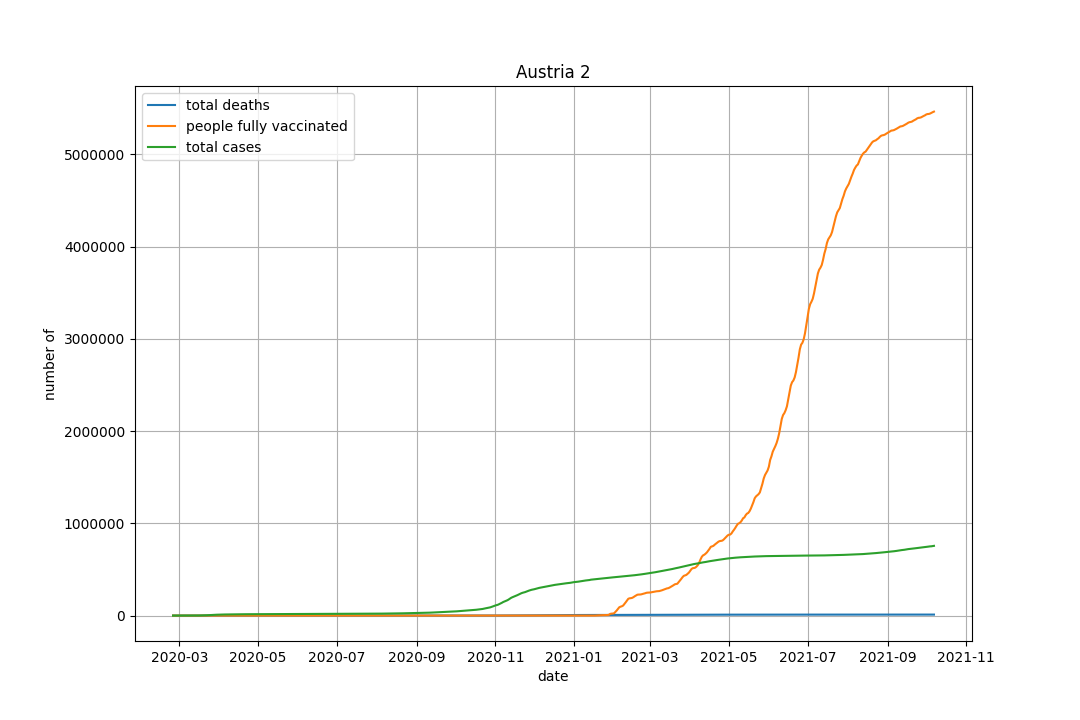 Austria 2
total deaths
people fully vaccinated
total cases
number of
5000000
4000000
3000000
2000000
1000000
0
2020-03 2020-05 2020-07 2020-09 2020-11 2021-01 2021-03 2021-05 2021-07 2021-09 2021-11
date